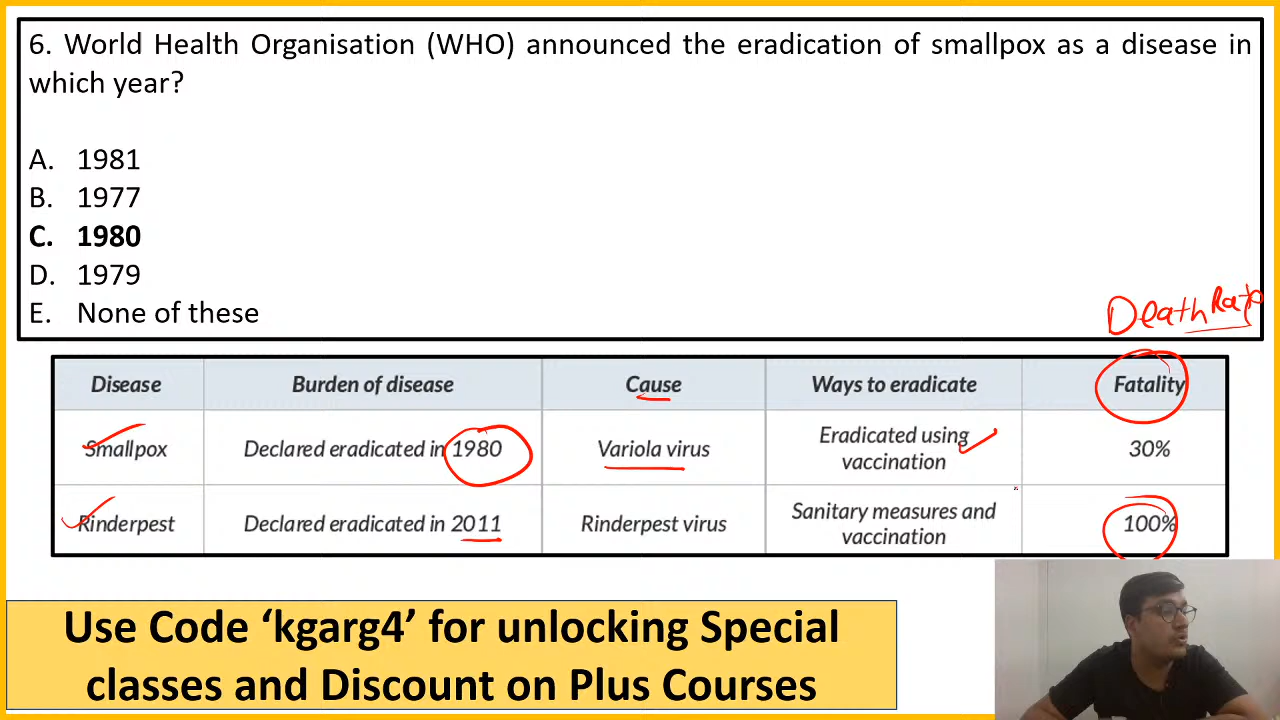 6. World Health Organisation (WHO) announced the eradication of smallpox as a disease in
which year?
A. 1981
B. 1977
C. 1980
D. 1979
E. None of these
Death Rate
Disease Burden of disease Cause Ways to eradicate Fatality
Smallpox Declared eradicated in 1980 Variola virus Eradicated using vaccination 30%
Rinderpest Declared eradicated in 2011 Rinderpest virus Sanitary measures and vaccination 100%
Use Code ‘kgarg4’ for unlocking Special
classes and Discount on Plus Courses